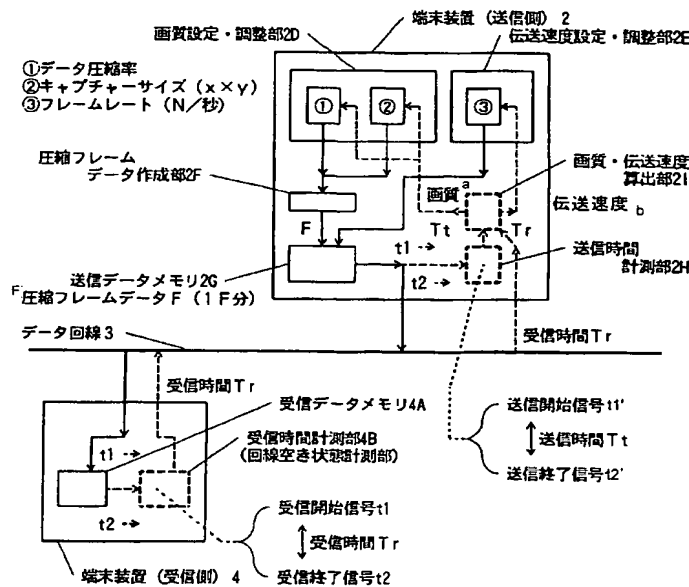 端末装置(送信側)2
画質設定・調整部2D
伝送速度設定・調整部2E
①データ圧縮率
②キャプチャーサイズ(x×y)
③フレームレート(N/秒)
①
②
③
圧縮フレーム
データ作成部2F
画質・伝送速度
算出部2I
画質a
伝送速度b
F
Tt
Tr
t1
t2
送信時間
計測部2H
送信データメモリ2G
F:圧縮フレームデータF(1F分)
データ回線3
受信時間Tr
受信時間Tr
受信データメモリ4A
受信時間計測部4B
(回線空き状態計測部)
t1
t2
送信開始信号t1'
送信時間Tt
送信終了信号t2'
受信開始信号t1
受信時間Tr
受信終了信号t2
端末装置(受信側)4